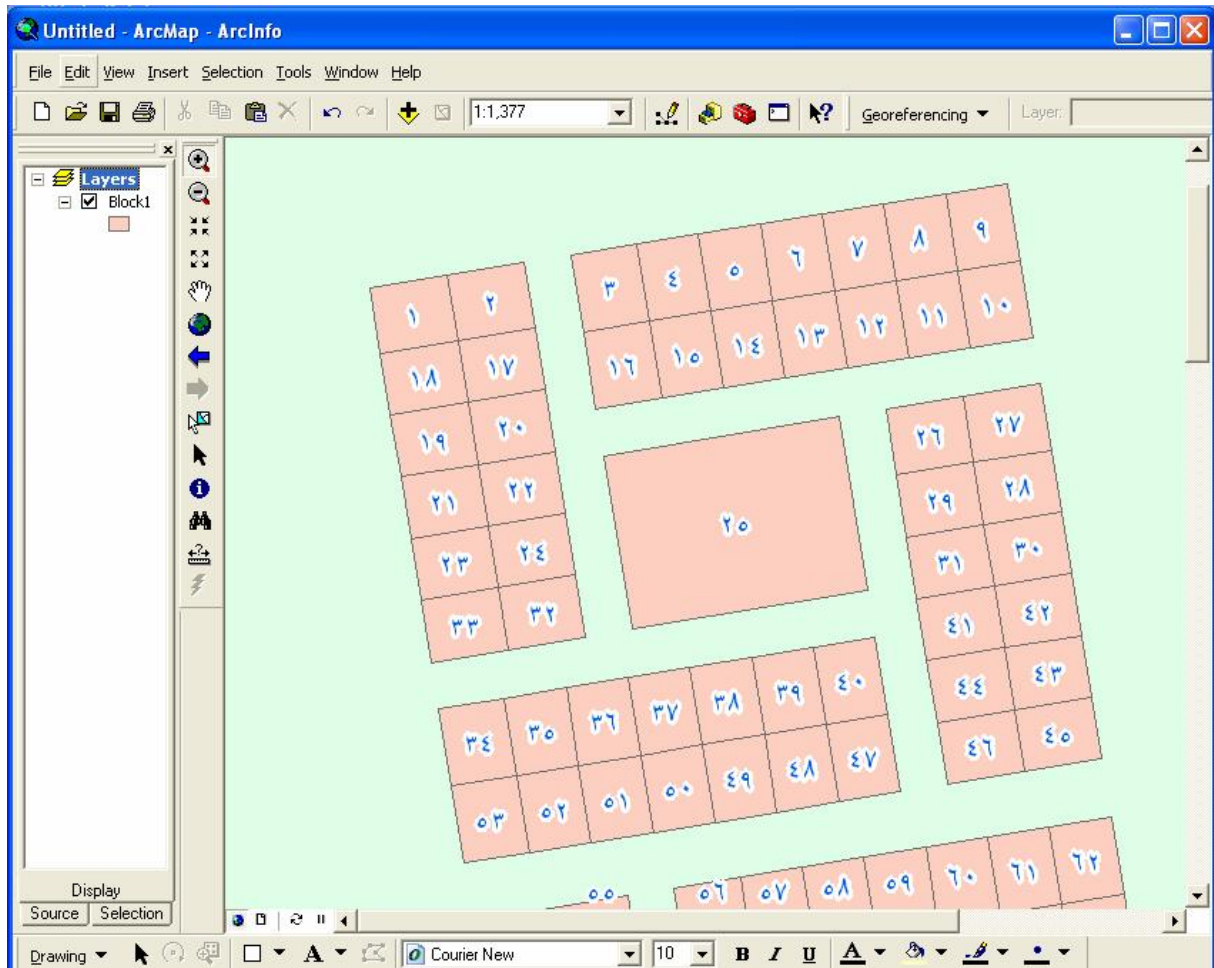 Untitled - ArcMap - ArcInfo
File Edit View Insert Selection Tools Window Help
1:1,377 Georeferencing Layer:
Layers
Block1
١ ٢
١٨ ١٧
١٩ ٢٠
٢١ ٢٢
٢٣ ٢٤
٣٣ ٣٢
٣ ٤ ٥ ٦ ٧ ٨ ٩
١٦ ١٥ ١٤ ١٣ ١٢ ١١ ١٠
٢٥
٢٦ ٢٧
٢٩ ٢٨
٣١ ٣٠
٤١ ٤٢
٤٤ ٤٣
٤٦ ٤٥
٣٤ ٣٥ ٣٦ ٣٧ ٣٨ ٣٩ ٤٠
٥٣ ٥٢ ٥١ ٥٠ ٤٩ ٤٨ ٤٧
٥٥ ٥٦ ٥٧ ٥٨ ٥٩ ٦٠ ٦١ ٦٢
Display
Source Selection
Drawing A Courier New 10 B I U A